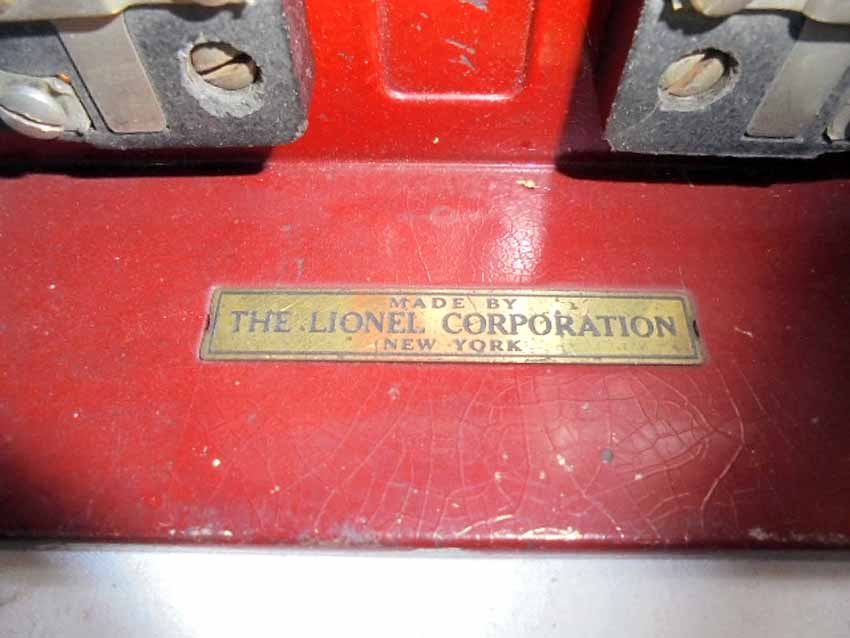 MADE BY
THE LIONEL CORPORATION
NEW YORK